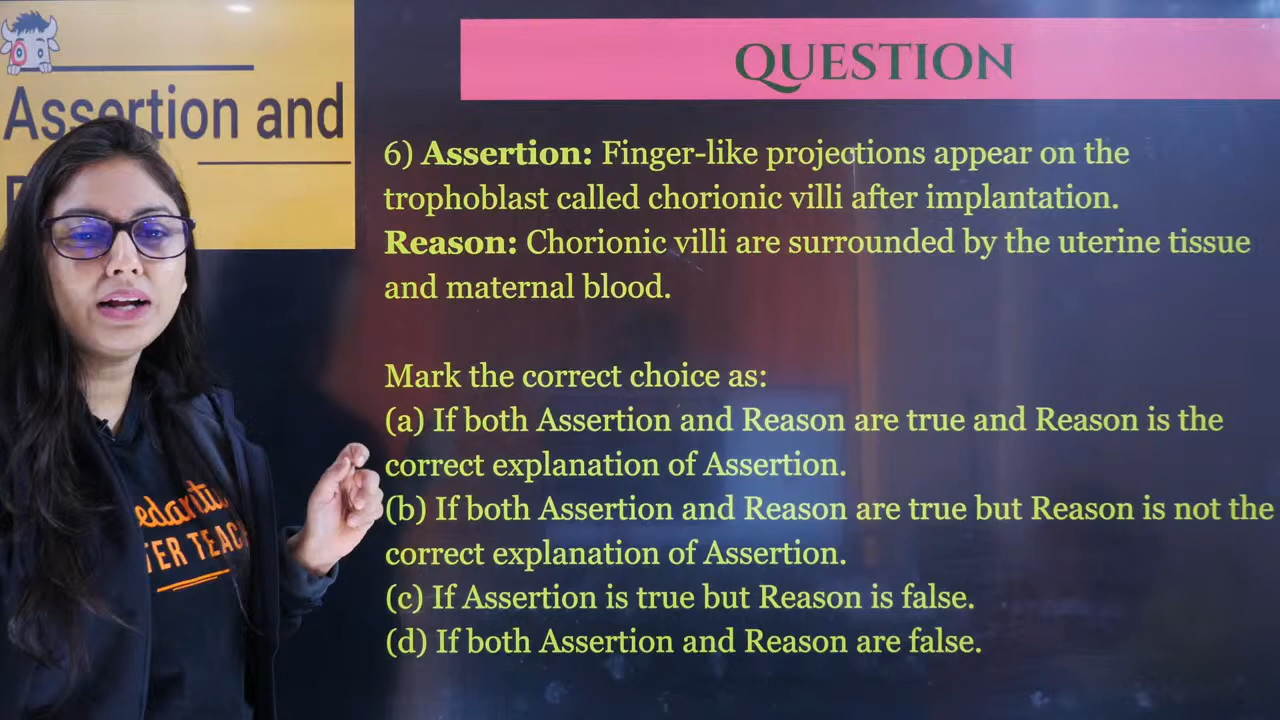 Assertion and
QUESTION
6) Assertion: Finger-like projections appear on the
trophoblast called chorionic villi after implantation.
Reason: Chorionic villi are surrounded by the uterine tissue
and maternal blood.
Mark the correct choice as:
(a) If both Assertion and Reason are true and Reason is the
correct explanation of Assertion.
(b) If both Assertion and Reason are true but Reason is not the
correct explanation of Assertion.
(c) If Assertion is true but Reason is false.
(d) If both Assertion and Reason are false.